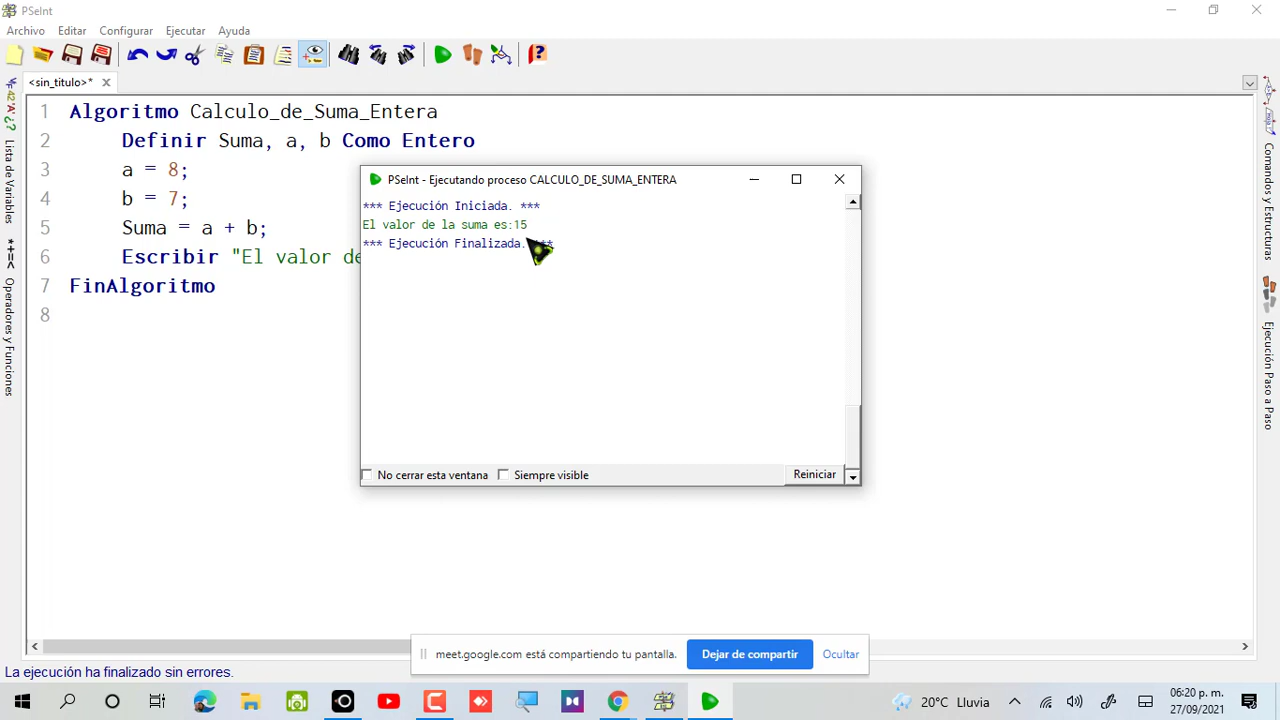 PSeInt
Archivo Editar Configurar Ejecutar Ayuda
<sin_titulo>*
1 Algoritmo Calculo_de_Suma_Entera
2 Definir Suma, a, b Como Entero
3 a = 8;
4 b = 7;
5 Suma = a + b;
6 Escribir "El valor de
7 FinAlgoritmo
8
Lista de Variables
*+=< Operadores y Funciones
Comandos y Estructuras
Ejecución Paso a Paso
PSeInt - Ejecutando proceso CALCULO_DE_SUMA_ENTERA
*** Ejecución Iniciada. ***
El valor de la suma es:15
*** Ejecución Finalizada. ***
No cerrar esta ventana Siempre visible Reiniciar
meet.google.com está compartiendo tu pantalla. Dejar de compartir Ocultar
La ejecución ha finalizado sin errores.
20°C Lluvia
06:20 p. m.
27/09/2021